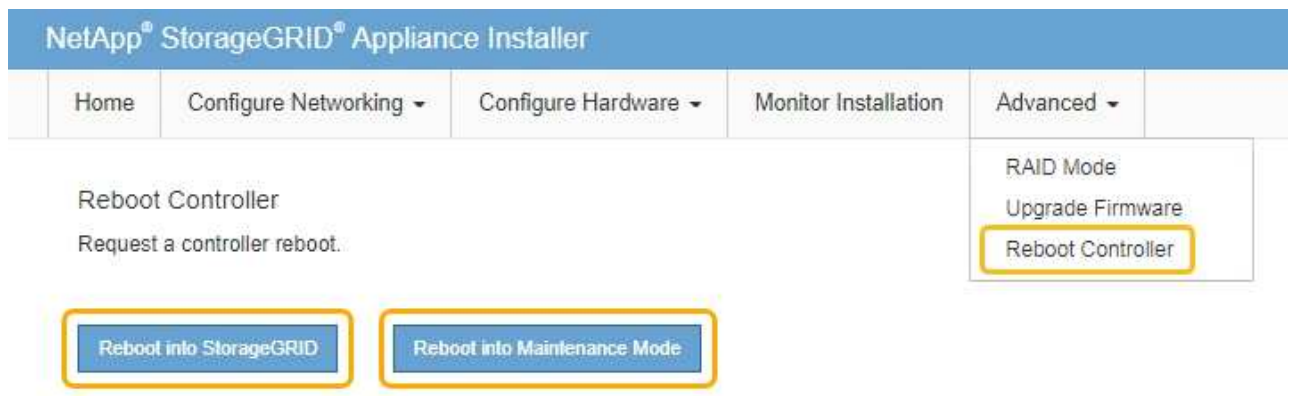 NetApp® StorageGRID® Appliance Installer
Home Configure Networking Configure Hardware Monitor Installation Advanced
RAID Mode
Upgrade Firmware
Reboot Controller
Reboot Controller
Request a controller reboot.
Reboot into StorageGRID Reboot into Maintenance Mode